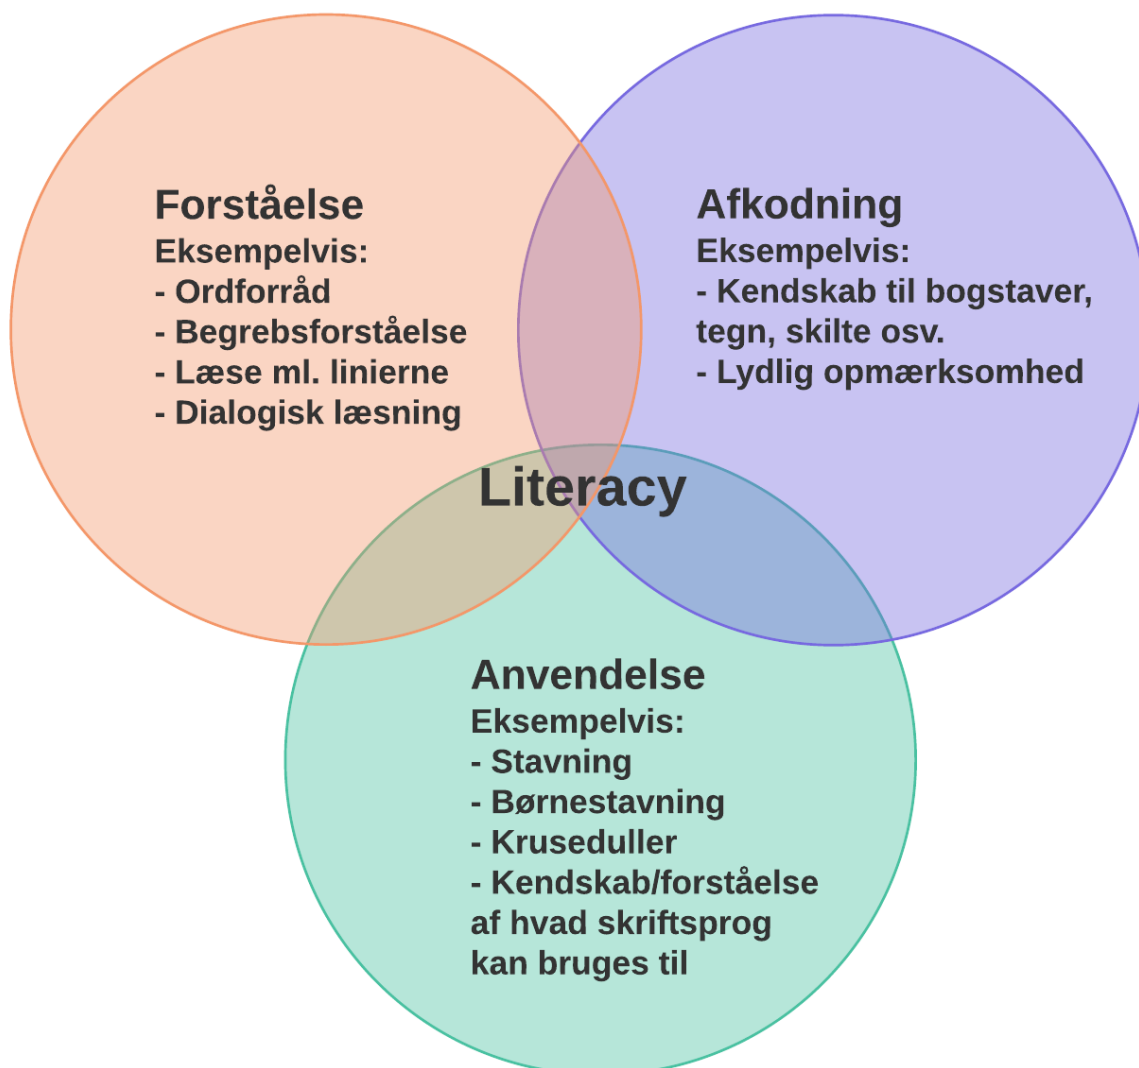 Forståelse
Eksempelvis:
- Ordforråd
- Begrebsforståelse
- Læse ml. linierne
- Dialogisk læsning
Afkodning
Eksempelvis:
- Kendskab til bogstaver,
tegn, skilte osv.
- Lydlig opmærksomhed
Literacy
Anvendelse
Eksempelvis:
- Stavning
- Børnestavning
- Kruseduller
- Kendskab/forståelse
af hvad skriftsprog
kan bruges til